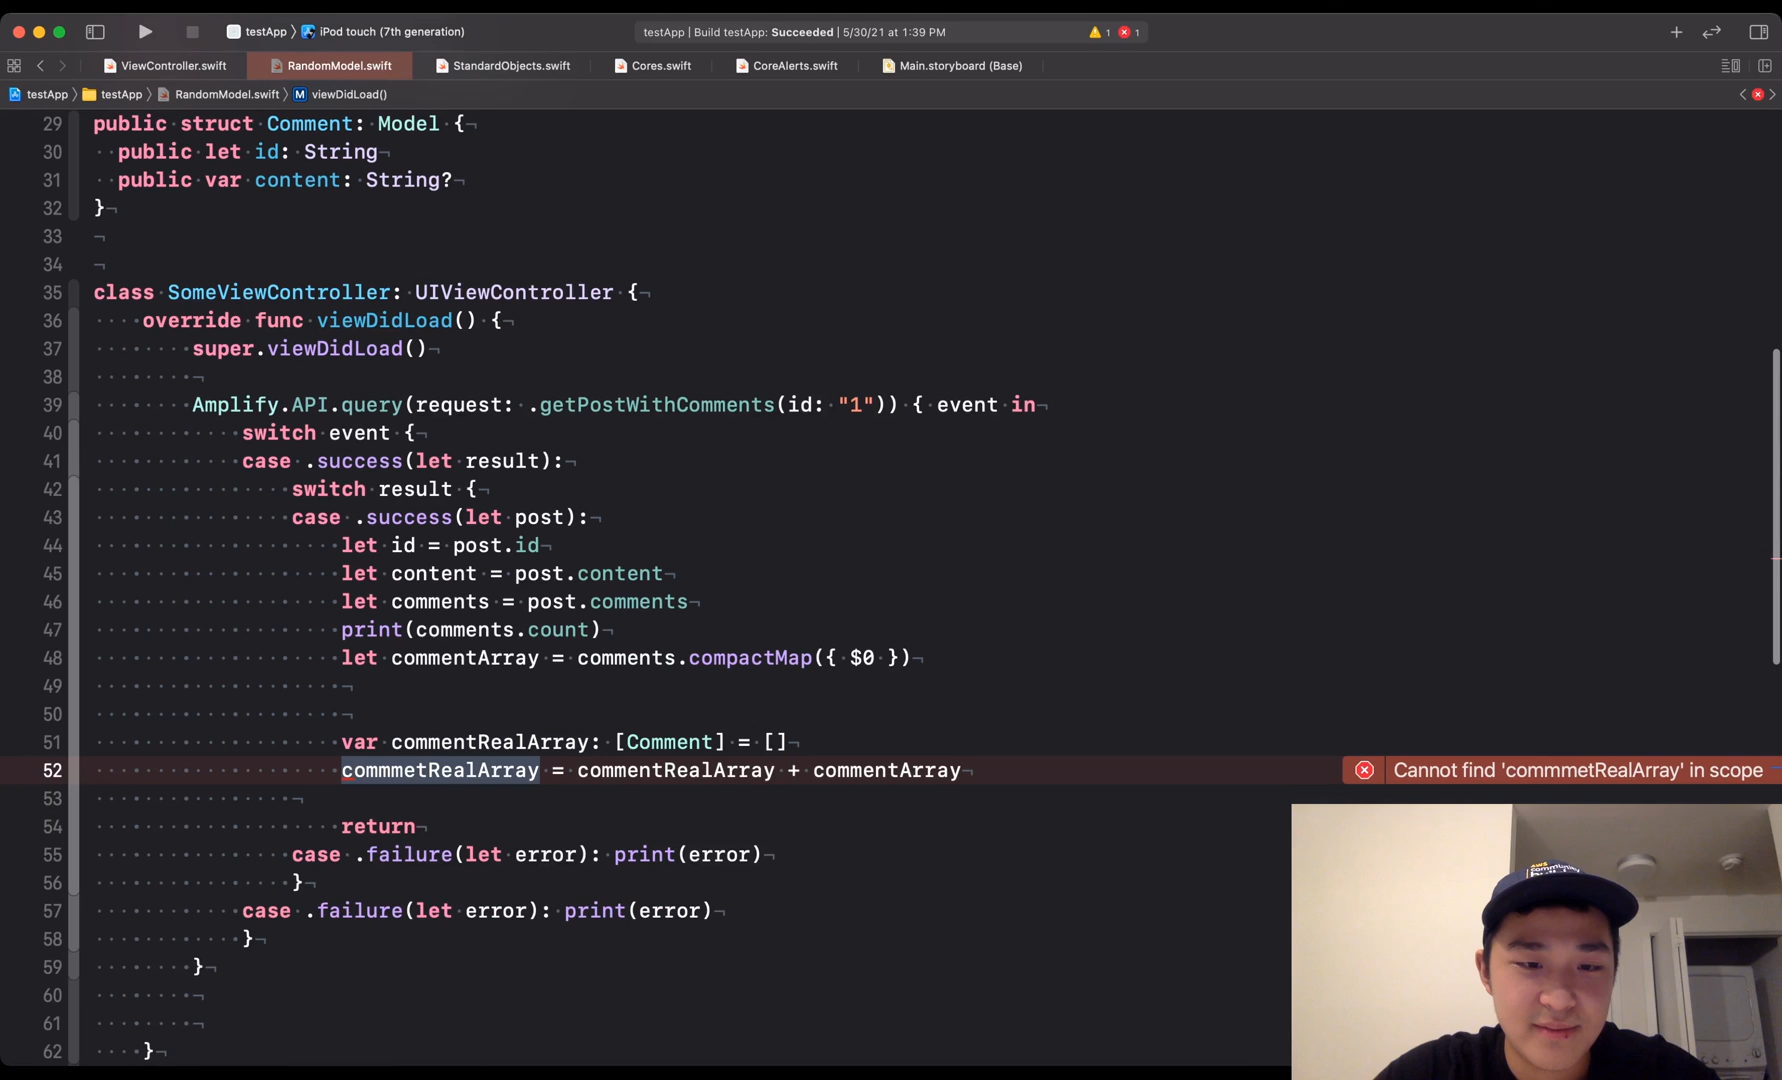 testApp 〉 iPod touch (7th generation)
testApp | Build testApp: Succeeded | 5/30/21 at 1:39 PM
1 1
ViewController.swift RandomModel.swift StandardObjects.swift Cores.swift CoreAlerts.swift Main.storyboard (Base)
testApp 〉 testApp 〉 RandomModel.swift 〉 M viewDidLoad()
29 public struct Comment: Model {
30 public let id: String
31 public var content: String?
32 }
33
34
35 class SomeViewController: UIViewController {
36 override func viewDidLoad() {
37 super.viewDidLoad()
38
39 Amplify.API.query(request: .getPostWithComments(id: "1")) { event in
40 switch event {
41 case .success(let result):
42 switch result {
43 case .success(let post):
44 let id = post.id
45 let content = post.content
46 let comments = post.comments
47 print(comments.count)
48 let commentArray = comments.compactMap({ $0 })
49
50
51 var commentRealArray: [Comment] = []
52 commmetRealArray = commentRealArray + commentArray
Cannot find 'commmetRealArray' in scope
53
54 return
55 case .failure(let error): print(error)
56 }
57 case .failure(let error): print(error)
58 }
59 }
60
61
62 }
aws
community